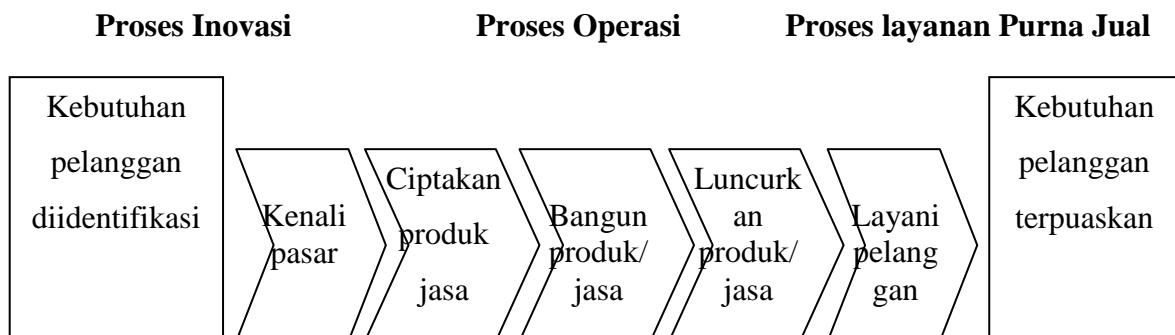 Proses Inovasi Proses Operasi Proses layanan Purna Jual
Kebutuhan
pelanggan
diidentifikasi
Kenali
pasar
Ciptakan
produk
jasa
Bangun
produk/
jasa
Luncurk
an
produk/
jasa
Layani
pelang
gan
Kebutuhan
pelanggan
terpuaskan